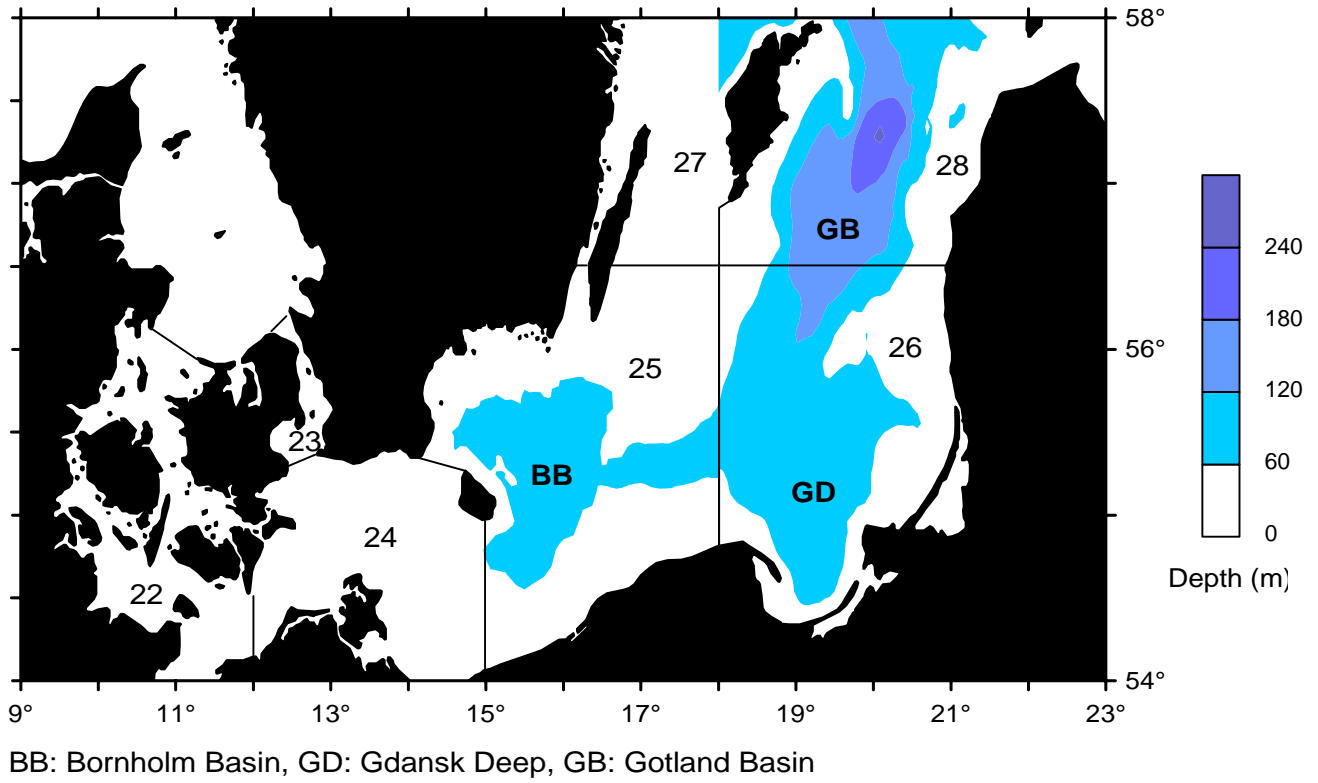 58°
27
28
GB
240
180
26
56°
25
120
23
60
BB
GD
24
0
Depth (m)
22
54°
9° 11° 13° 15° 17° 19° 21° 23°
BB: Bornholm Basin, GD: Gdansk Deep, GB: Gotland Basin